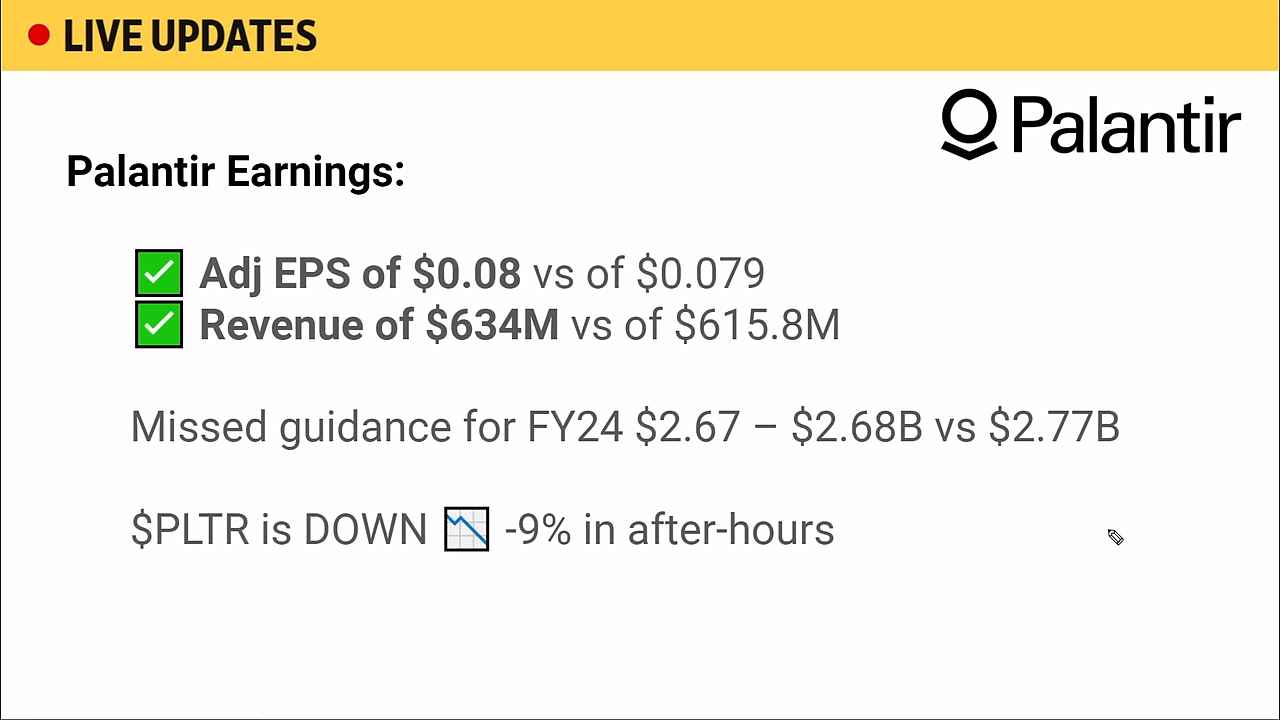 LIVE UPDATES
Palantir
Palantir Earnings:
✅ Adj EPS of $0.08 vs of $0.079
✅ Revenue of $634M vs of $615.8M
Missed guidance for FY24 $2.67 – $2.68B vs $2.77B
$PLTR is DOWN 📉 -9% in after-hours